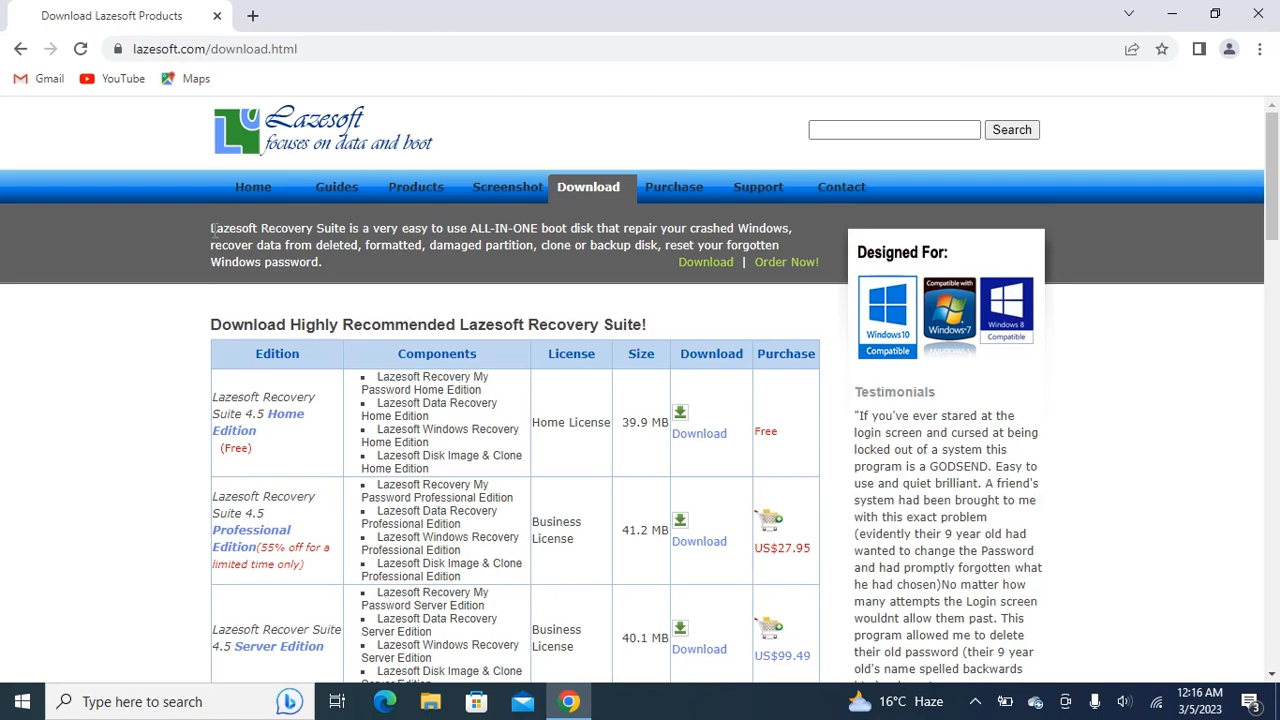 Download Lazesoft Products
lazesoft.com/download.html
Gmail YouTube Maps
Lazesoft
focuses on data and boot
Search
Home Guides Products Screenshot Download Purchase Support Contact
Lazesoft Recovery Suite is a very easy to use ALL-IN-ONE boot disk that repair your crashed Windows,
recover data from deleted, formatted, damaged partition, clone or backup disk, reset your forgotten
Windows password.
Download | Order Now!
Designed For:
Windows 10
Compatible
Compatible with
Windows 7
Windows 8
Compatible
Download Highly Recommended Lazesoft Recovery Suite!
Edition Components License Size Download Purchase
Lazesoft Recovery
Suite 4.5 Home
Edition
(Free)
Lazesoft Recovery My
Password Home Edition
Lazesoft Data Recovery
Home Edition
Lazesoft Windows Recovery
Home Edition
Lazesoft Disk Image & Clone
Home Edition
Home License
39.9 MB
Download
Free
Lazesoft Recovery
Suite 4.5
Professional
Edition(55% off for a
limited time only)
Lazesoft Recovery My
Password Professional Edition
Lazesoft Data Recovery
Professional Edition
Lazesoft Windows Recovery
Professional Edition
Lazesoft Disk Image & Clone
Professional Edition
Business
License
41.2 MB
Download
US$27.95
Lazesoft Recover Suite
4.5 Server Edition
Lazesoft Recovery My
Password Server Edition
Lazesoft Data Recovery
Server Edition
Lazesoft Windows Recovery
Server Edition
Lazesoft Disk Image & Clone
Business
License
40.1 MB
Download
US$99.49
Testimonials
"If you've ever stared at the
login screen and cursed at being
locked out of a system this
program is a GODSEND. Easy to
use and quiet brilliant. A friend's
system had been brought to me
with this exact problem
(evidently their 9 year old had
wanted to change the Password
and had promptly forgotten what
he had chosen)No matter how
many attempts the Login screen
wouldnt allow them past. This
program allowed me to delete
their old password (their 9 year
old's name spelled backwards
Type here to search
16°C Haze
12:16 AM
3/5/2023
3